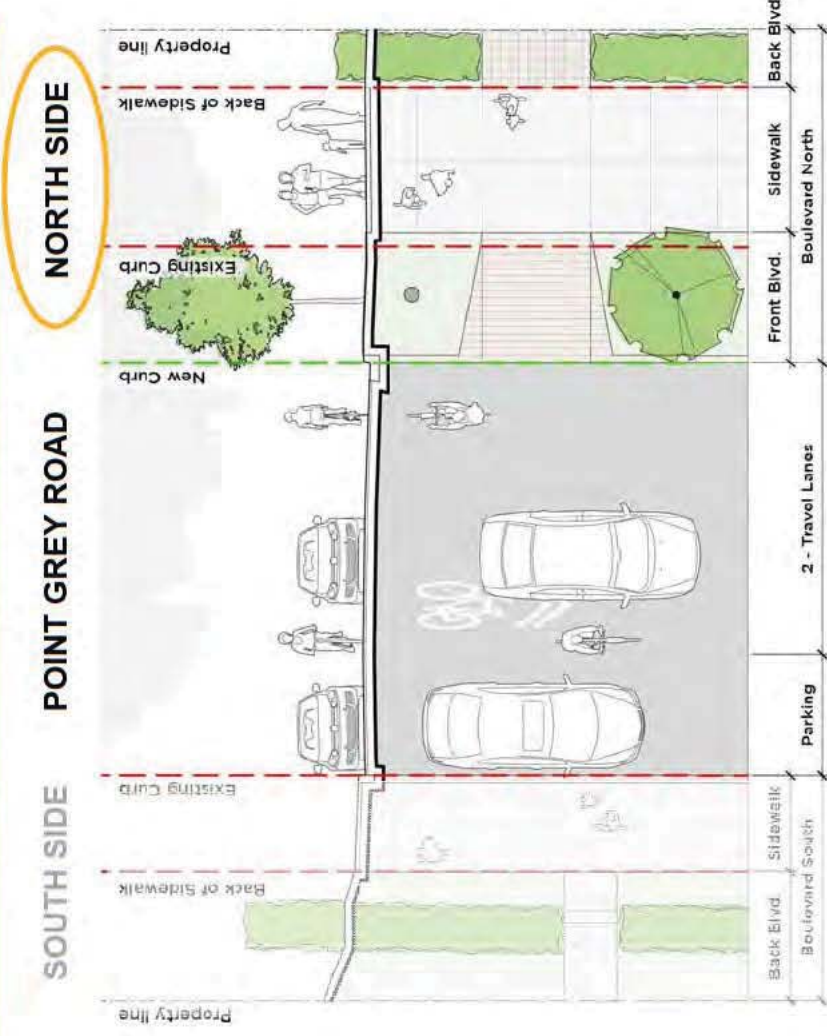 SOUTH SIDE
POINT GREY ROAD
NORTH SIDE
Property line
Back of Sidewalk
Existing Curb
New Curb
Existing Curb
Back of Sidewalk
Property line
Back Blvd.
Sidewalk
Parking
2 - Travel Lanes
Front Blvd.
Sidewalk
Back Blvd
Boulevard South
Boulevard North